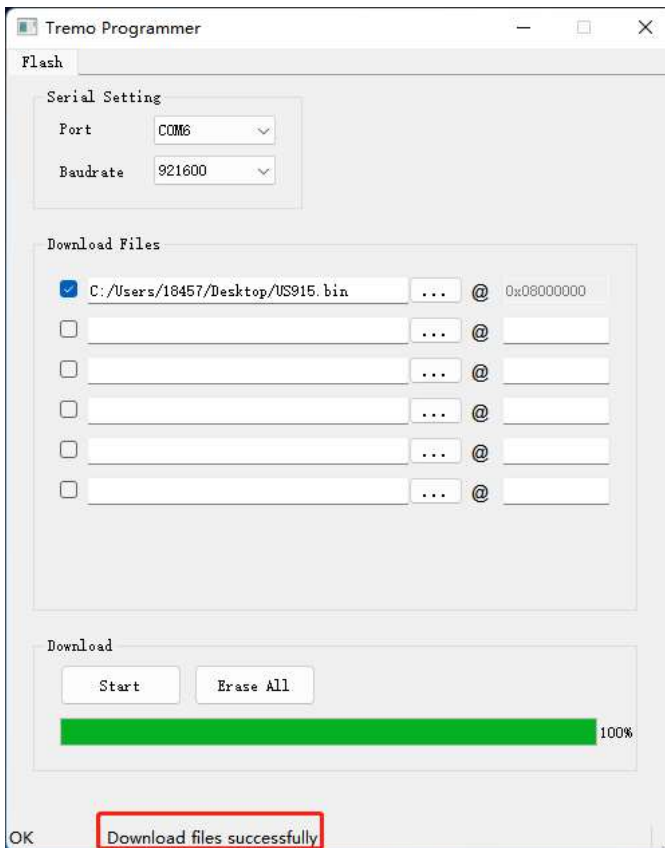 Tremo Programmer
Flash
Serial Setting
Port COM6
Baudrate 921600
Download Files
C:/Users/18457/Desktop/US915.bin ... @ 0x08000000
... @
... @
... @
... @
... @
Download
Start Erase All
100%
OK Download files successfully